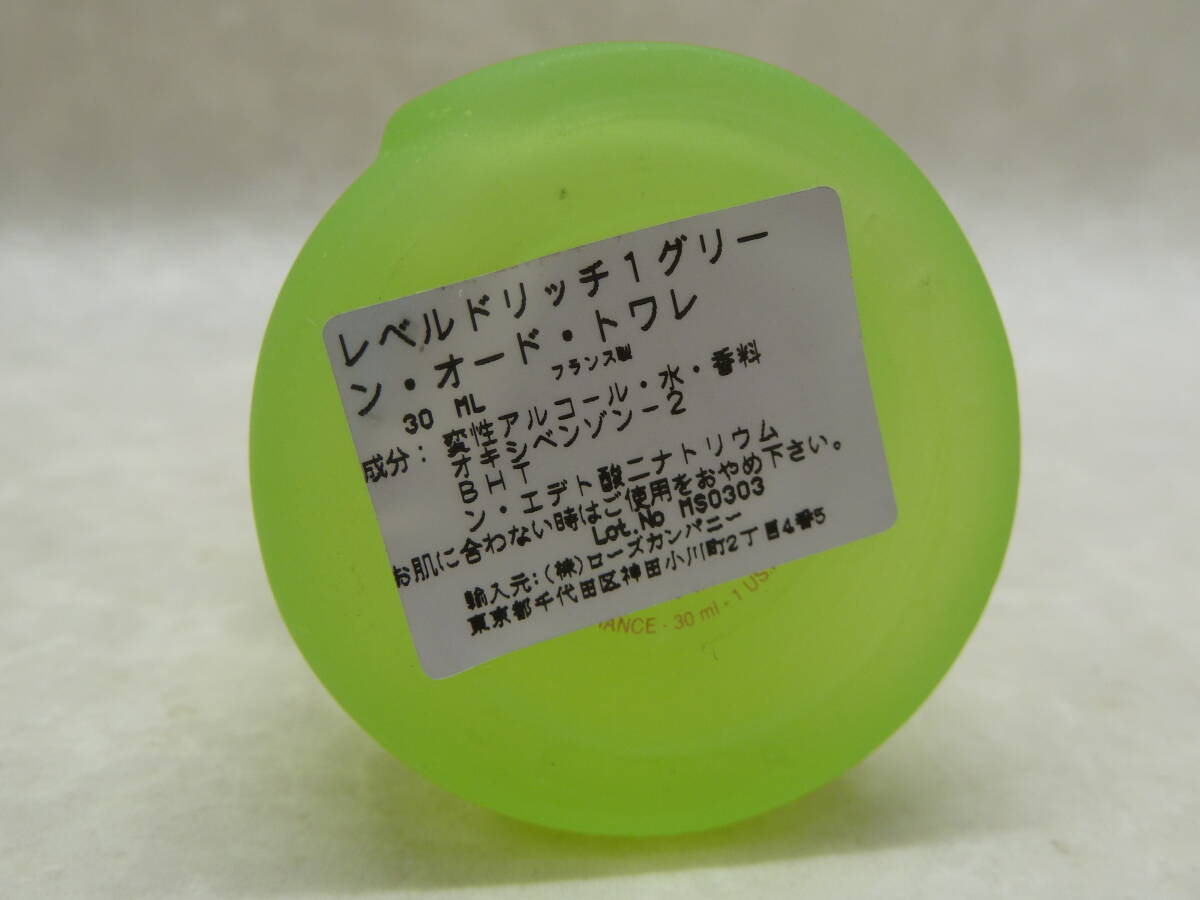 レベルドリッチ1グリー
ン・オード・トワレ
フランス製
30 ML
成分: 変性アルコール・水・香料
オキシベンゾン-2
BHT
ン・エデト酸ニナトリウム
お肌に合わない時はご使用をおやめ下さい。
Lot.No MS0303
輸入元:(株)ローズカンパニー
東京都千代田区神田小川町2丁目4番5
ANCE - 30 ml - 1 US